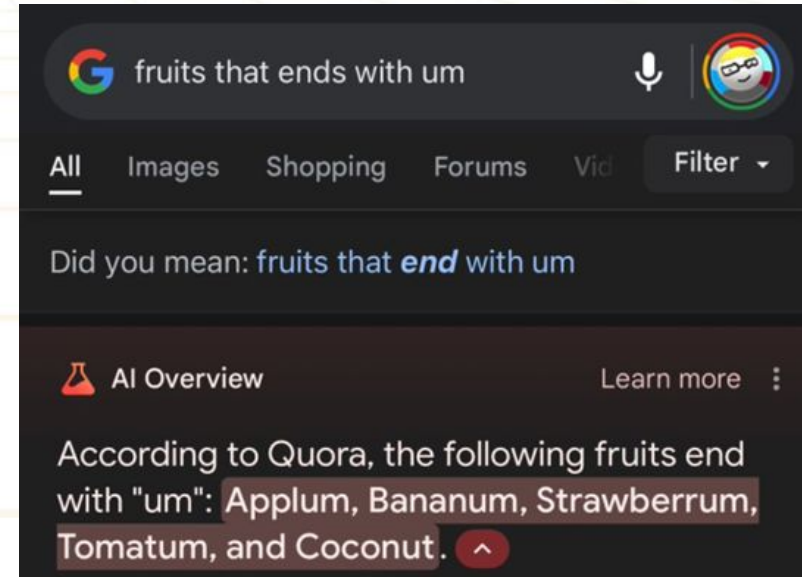 fruits that ends with um
All Images Shopping Forums Vid Filter
Did you mean: fruits that end with um
AI Overview Learn more
According to Quora, the following fruits end
with "um": Applum, Bananum, Strawberrum,
Tomatum, and Coconut.